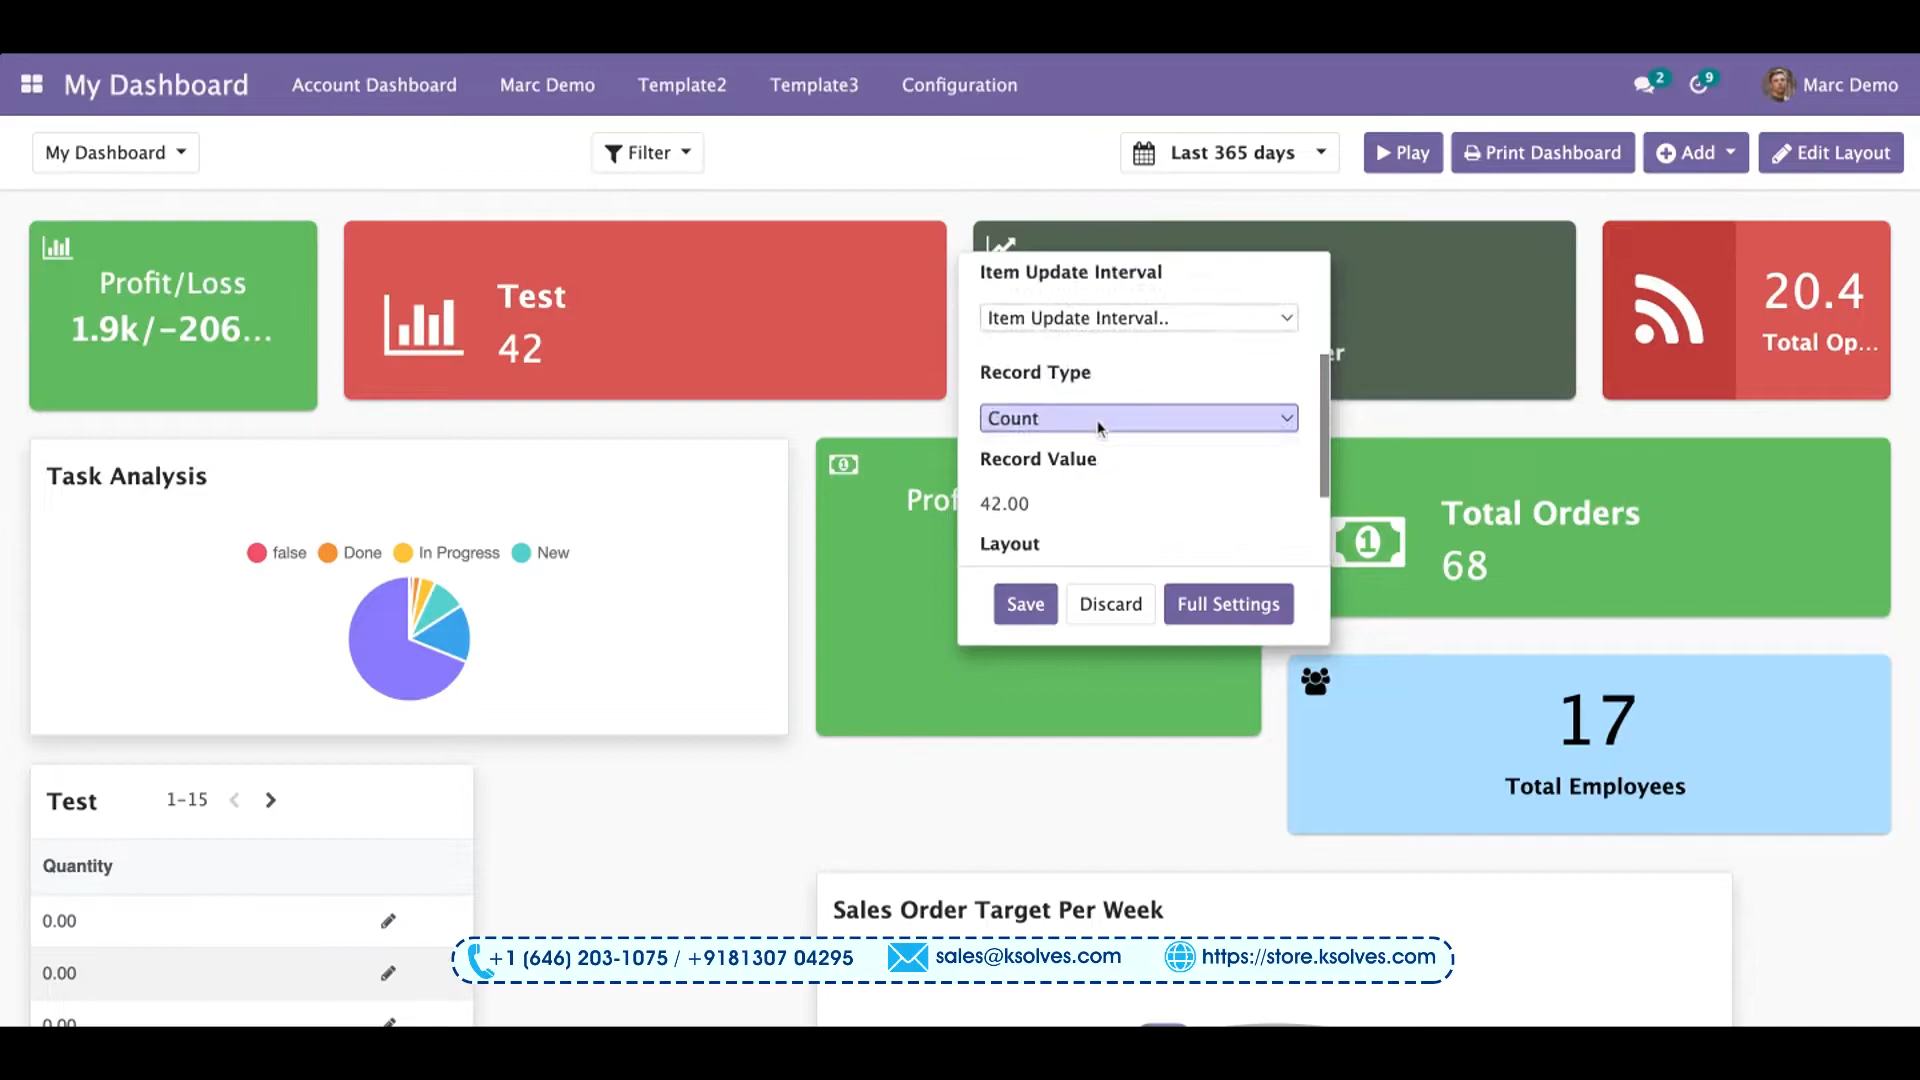 My Dashboard
Account Dashboard
Marc Demo
Template2
Template3
Configuration
2
9
Marc Demo
My Dashboard
Filter
Last 365 days
Play
Print Dashboard
Add
Edit Layout
Profit/Loss
1.9k/-206...
Test
42
er
20.4
Total Op...
Item Update Interval
Item Update Interval..
Record Type
Count
Record Value
42.00
Layout
Save
Discard
Full Settings
Task Analysis
false
Done
In Progress
New
Prof
Total Orders
68
17
Total Employees
Test
1-15
Quantity
0.00
0.00
0.00
Sales Order Target Per Week
+1 (646) 203-1075 / +9181307 04295
sales@ksolves.com
https://store.ksolves.com